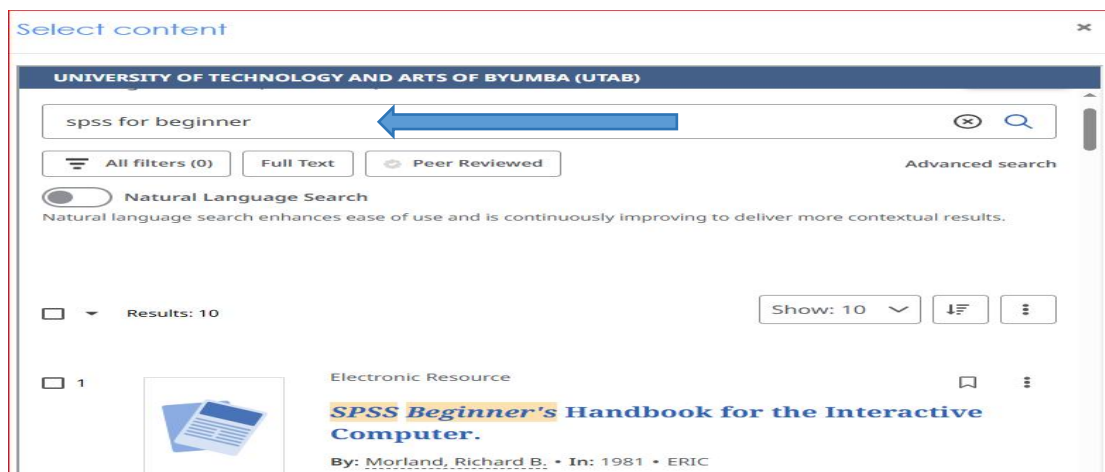 Select content
UNIVERSITY OF TECHNOLOGY AND ARTS OF BYUMBA (UTAB)
spss for beginner
All filters (0) Full Text Peer Reviewed Advanced search
Natural Language Search
Natural language search enhances ease of use and is continuously improving to deliver more contextual results.
Results: 10 Show: 10
1 Electronic Resource
SPSS Beginner's Handbook for the Interactive
Computer.
By: Morland, Richard B. • In: 1981 • ERIC